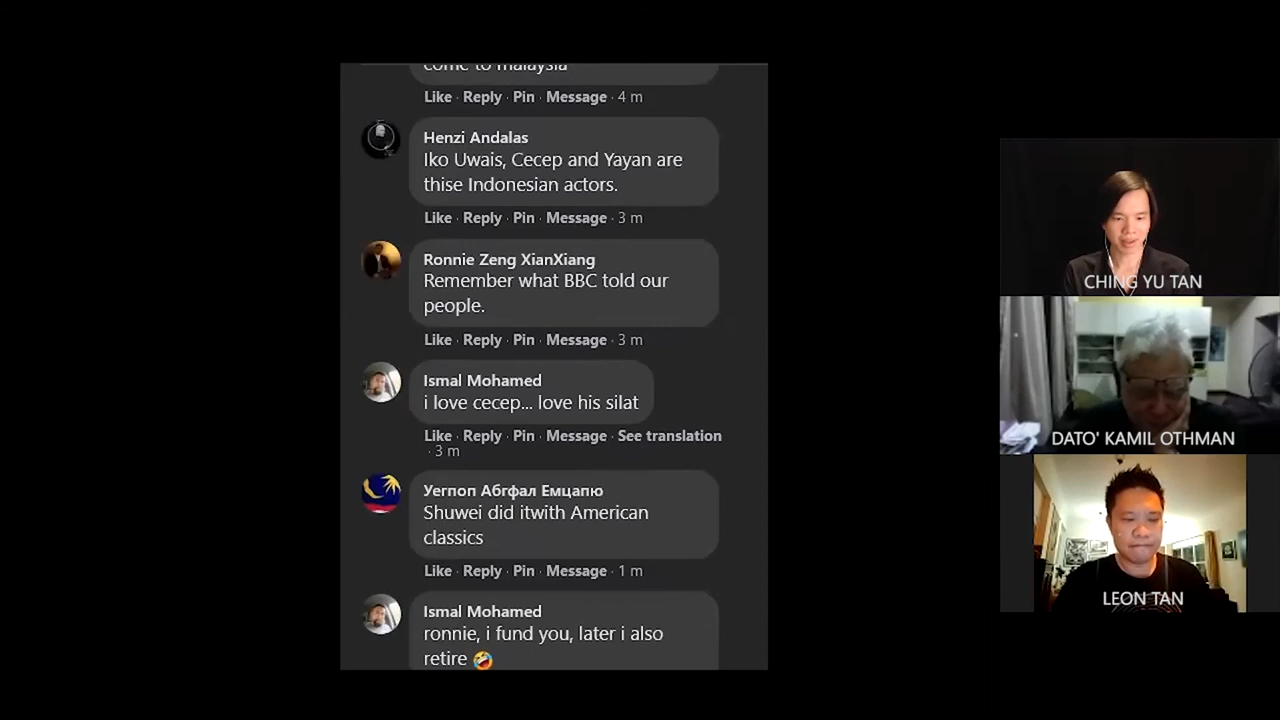 come to malaysia
Like · Reply · Pin · Message · 4 m
Henzi Andalas
Iko Uwais, Cecep and Yayan are
thise Indonesian actors.
Like · Reply · Pin · Message · 3 m
Ronnie Zeng XianXiang
Remember what BBC told our
people.
Like · Reply · Pin · Message · 3 m
Ismal Mohamed
i love cecep... love his silat
Like · Reply · Pin · Message · See translation
· 3 m
Уегпоп Абгфал Емцапю
Shuwei did itwith American
classics
Like · Reply · Pin · Message · 1 m
Ismal Mohamed
ronnie, i fund you, later i also
retire 🤣
CHING YU TAN
DATO' KAMIL OTHMAN
LEON TAN